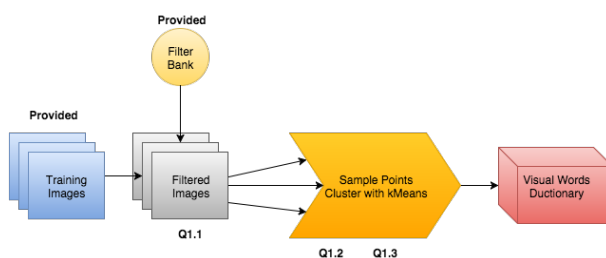 Provided
Filter
Bank
Provided
Training
Images
Filtered
Images
Sample Points
Cluster with kMeans
Visual Words
Ductionary
Q1.1
Q1.2
Q1.3